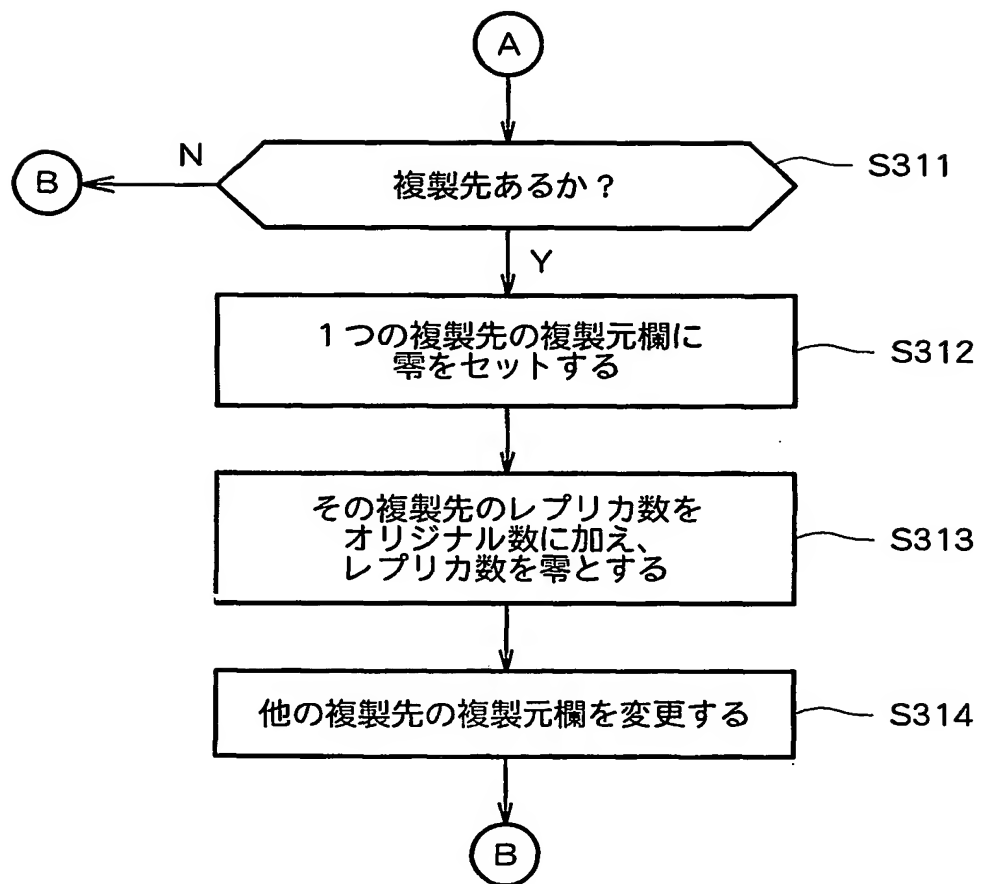 A
B
N
複製先あるか？
S311
Y
1つの複製先の複製元欄に
零をセットする
S312
その複製先のレプリカ数を
オリジナル数に加え、
レプリカ数を零とする
S313
他の複製先の複製元欄を変更する
S314
B